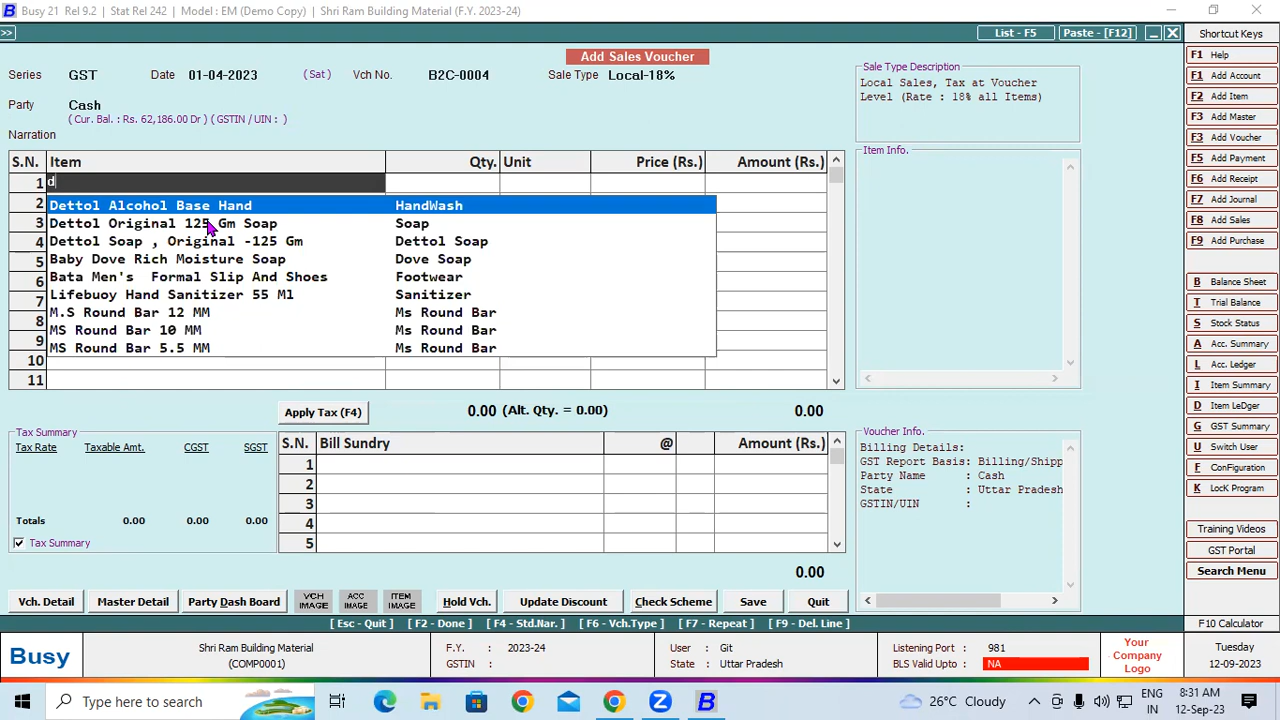 Busy 21 Rel 9.2 | Stat Rel 242 | Model : EM (Demo Copy) | Shri Ram Building Material (F.Y. 2023-24)
>> List - F5 Paste - [F12] Shortcut Keys
Add Sales Voucher
Series GST Date 01-04-2023 (Sat) Vch No. B2C-0004 Sale Type Local-18%
Party Cash
( Cur. Bal. : Rs. 62,186.00 Dr ) ( GSTIN / UIN : )
Narration
Sale Type Description
Local Sales, Tax at Voucher
Level (Rate : 18% all Items)
Item Info.
S.N. Item Qty. Unit Price (Rs.) Amount (Rs.)
1 d
2 Dettol Alcohol Base Hand HandWash
3 Dettol Original 125 Gm Soap Soap
4 Dettol Soap , Original -125 Gm Dettol Soap
5 Baby Dove Rich Moisture Soap Dove Soap
6 Bata Men's Formal Slip And Shoes Footwear
7 Lifebuoy Hand Sanitizer 55 Ml Sanitizer
8 M.S Round Bar 12 MM Ms Round Bar
9 MS Round Bar 10 MM Ms Round Bar
MS Round Bar 5.5 MM Ms Round Bar
10
11
Apply Tax (F4) 0.00 (Alt. Qty. = 0.00) 0.00
Tax Summary
Tax Rate Taxable Amt. CGST SGST
Totals 0.00 0.00 0.00
Tax Summary
S.N. Bill Sundry @ Amount (Rs.)
1
2
3
4
5
0.00
Voucher Info.
Billing Details:
GST Report Basis: Billing/Shipp
Party Name : Cash
State : Uttar Pradesh
GSTIN/UIN :
Vch. Detail Master Detail Party Dash Board VCH IMAGE ACC IMAGE ITEM IMAGE Hold Vch. Update Discount Check Scheme Save Quit
[ Esc - Quit ] [ F2 - Done ] [ F4 - Std.Nar. ] [ F6 - Vch.Type ] [ F7 - Repeat ] [ F9 - Del. Line ]
F1 Help
F1 Add Account
F2 Add Item
F3 Add Master
F3 Add Voucher
F5 Add Payment
F6 Add Receipt
F7 Add Journal
F8 Add Sales
F9 Add Purchase
B Balance Sheet
T Trial Balance
S Stock Status
A Acc. Summary
L Acc. Ledger
I Item Summary
D Item LeDger
G GST Summary
U Switch User
F ConFiguration
K LocK Program
Training Videos
GST Portal
Search Menu
F10 Calculator
Busy
Shri Ram Building Material
(COMP0001)
F.Y. : 2023-24
GSTIN :
User : Git
State : Uttar Pradesh
Listening Port : 981
BLS Valid Upto : NA
Your
Company
Logo
Tuesday
12-09-2023
Type here to search
26°C Cloudy
ENG
IN
8:31 AM
12-Sep-23